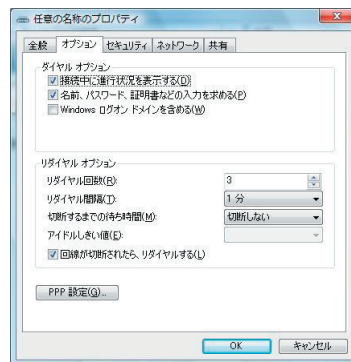 任意の名称のプロパティ
全般 オプション セキュリティ ネットワーク 共有
ダイヤル オプション
接続中に進行状況を表示する(D)
名前、パスワード、証明書などの入力を求める(P)
Windows ログオン ドメインを含める(W)
リダイヤル オプション
リダイヤル回数(R): 3
リダイヤル間隔(T): 1 分
切断するまでの待ち時間(M): 切断しない
アイドルしきい値(E):
回線が切断されたら、リダイヤルする(L)
PPP 設定(G)...
OK キャンセル